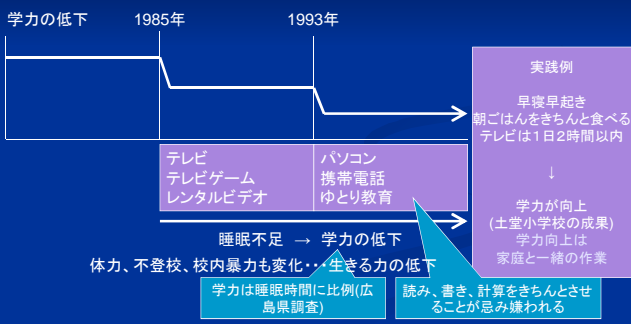 学力の低下
1985年
1993年
テレビ
テレビゲーム
レンタルビデオ
パソコン
携帯電話
ゆとり教育
睡眠不足 → 学力の低下
体力、不登校、校内暴力も変化・・・生きる力の低下
学力は睡眠時間に比例(広
島県調査)
読み、書き、計算をきちんとさせ
ることが忌み嫌われる
実践例
早寝早起き
朝ごはんをきちんと食べる
テレビは1日2時間以内
↓
学力が向上
(土堂小学校の成果)
学力向上は
家庭と一緒の作業